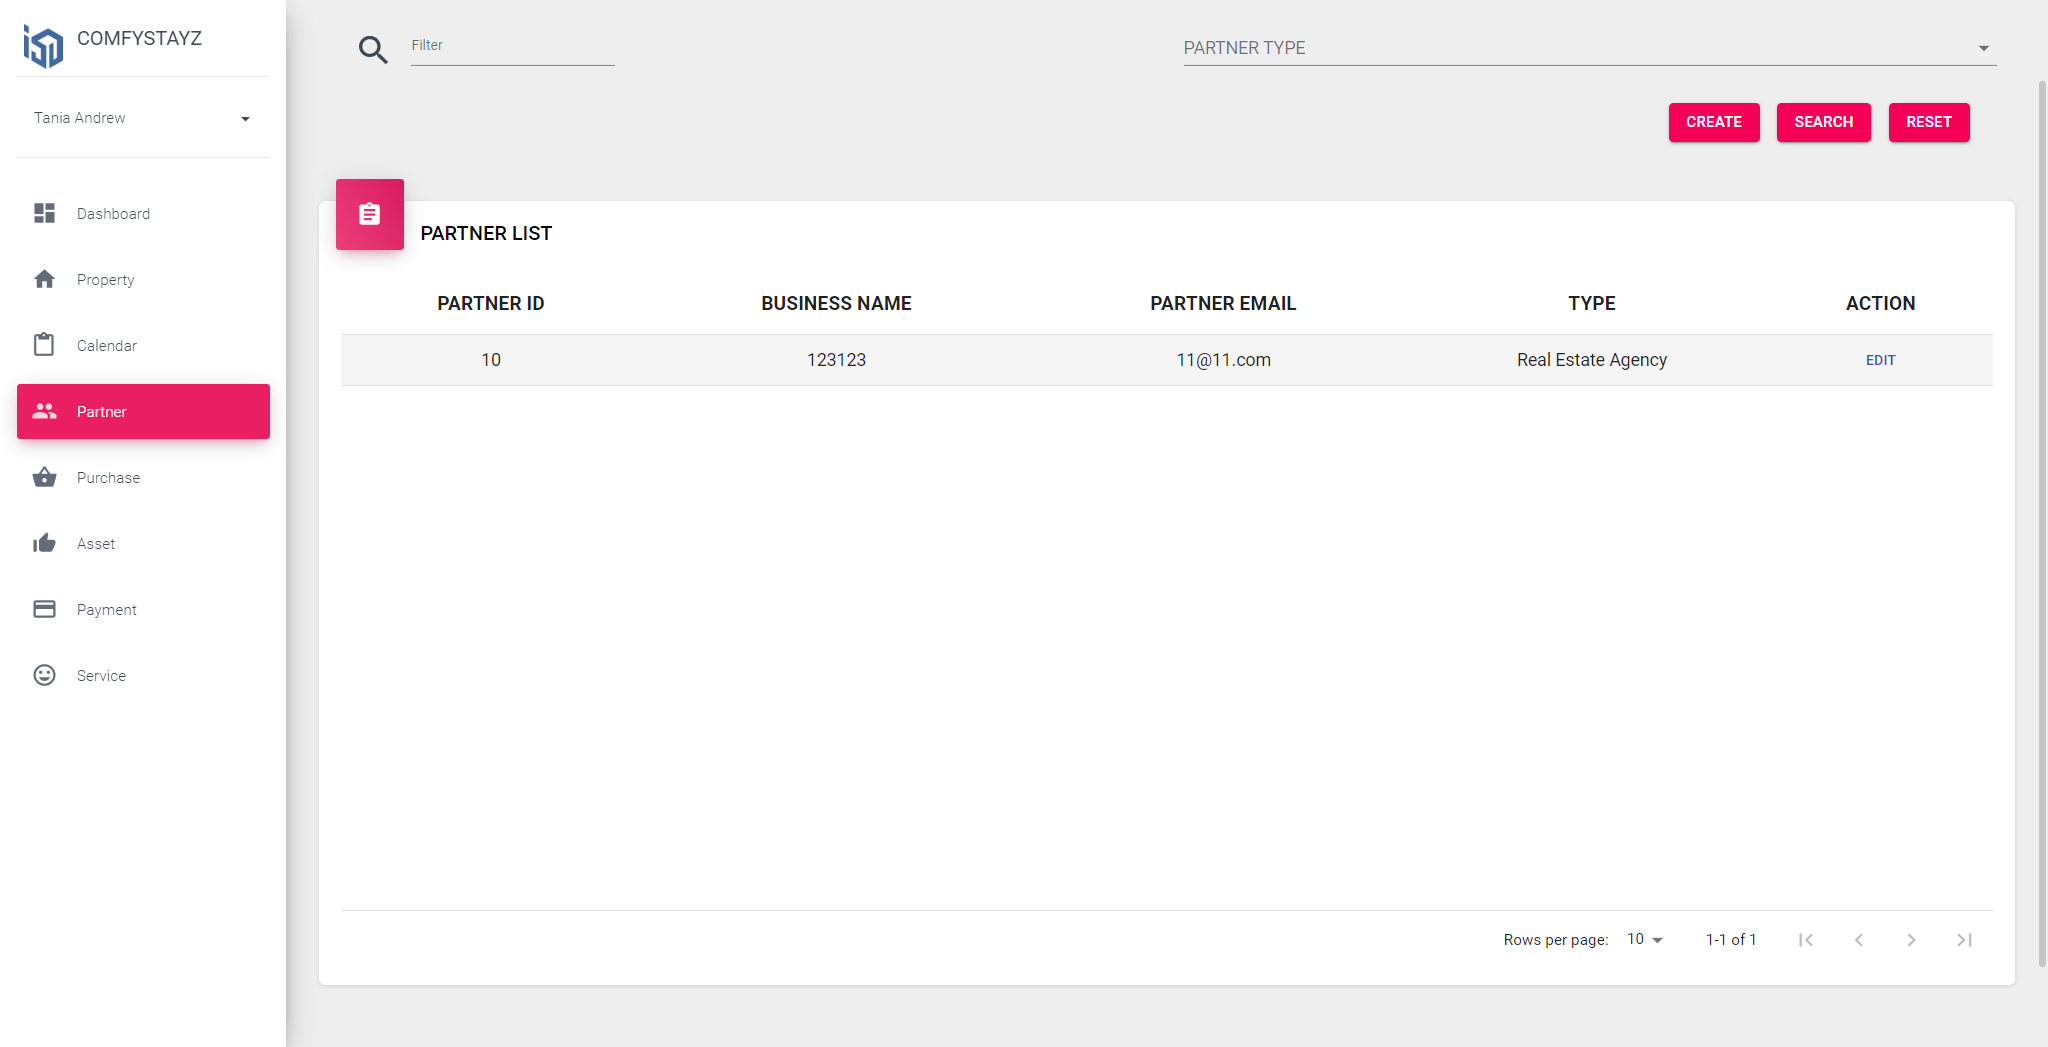 COMFYSTAYZ
Tania Andrew
Dashboard
Property
Calendar
Partner
Purchase
Asset
Payment
Service
Filter
PARTNER TYPE
CREATE SEARCH RESET
PARTNER LIST
PARTNER ID BUSINESS NAME PARTNER EMAIL TYPE ACTION
10 123123 11@11.com Real Estate Agency EDIT
Rows per page: 10 1-1 of 1